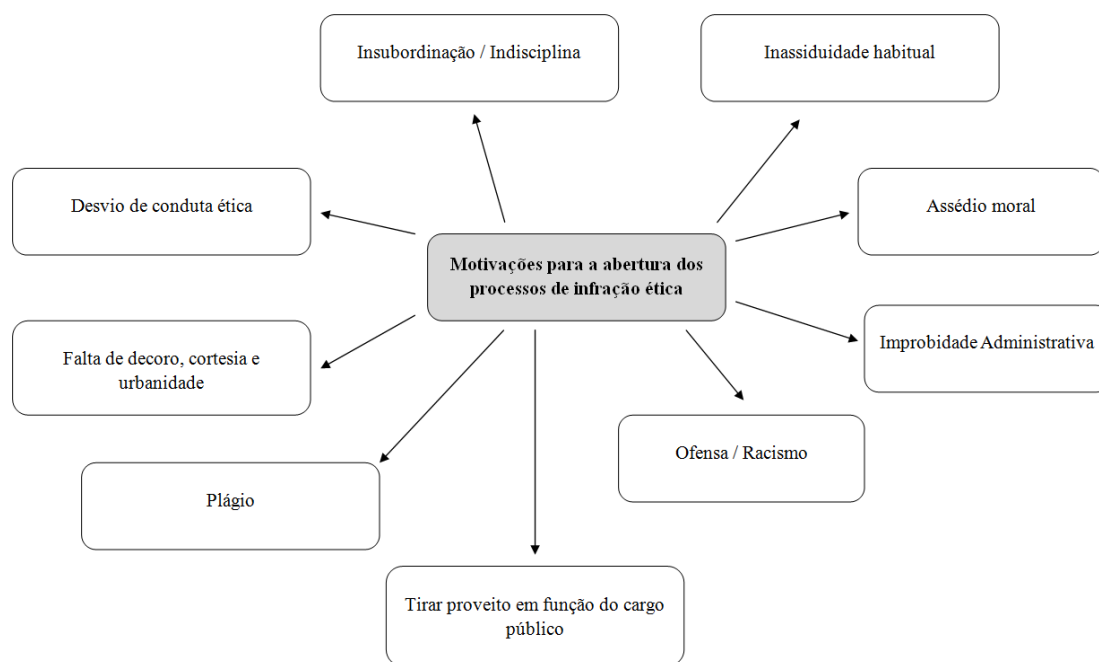 Insubordinação / Indisciplina
Inassiduidade habitual
Desvio de conduta ética
Assédio moral
Motivações para a abertura dos
processos de infração ética
Falta de decoro, cortesia e
urbanidade
Improbidade Administrativa
Ofensa / Racismo
Plágio
Tirar proveito em função do cargo
público